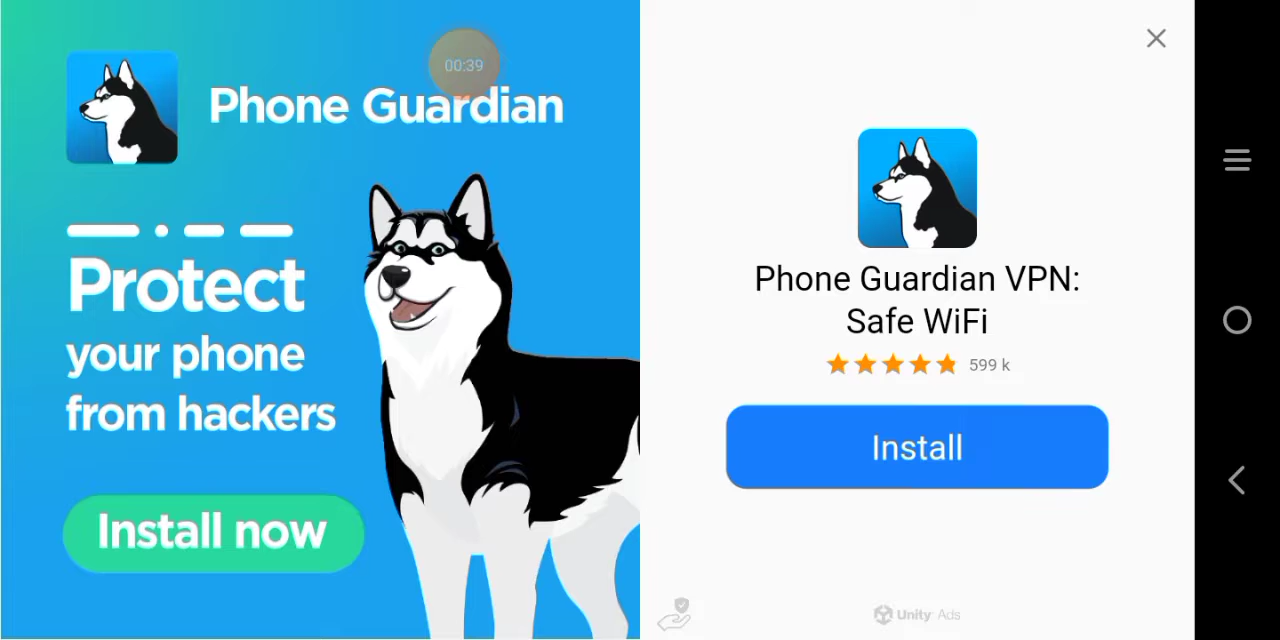 00:39
Phone Guardian
Protect
your phone
from hackers
Install now
Phone Guardian VPN:
Safe WiFi
599 k
Install
Unity Ads